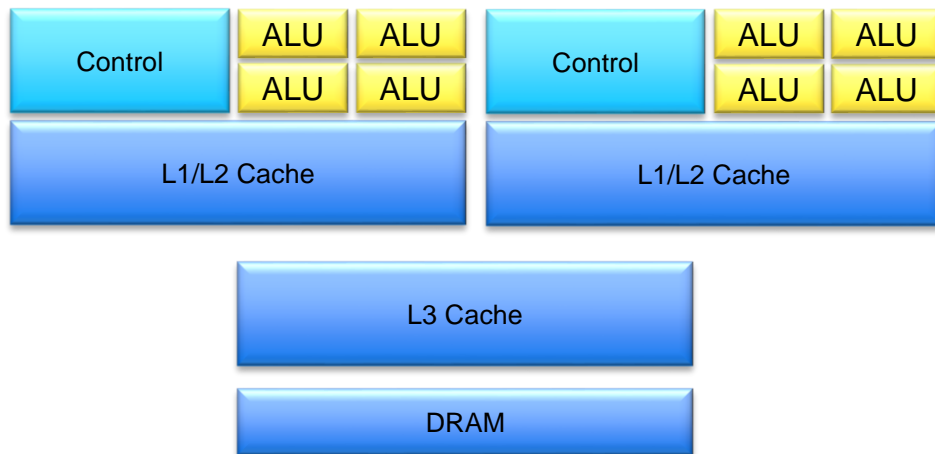 Control
ALU ALU
ALU ALU
L1/L2 Cache
Control
ALU ALU
ALU ALU
L1/L2 Cache
L3 Cache
DRAM